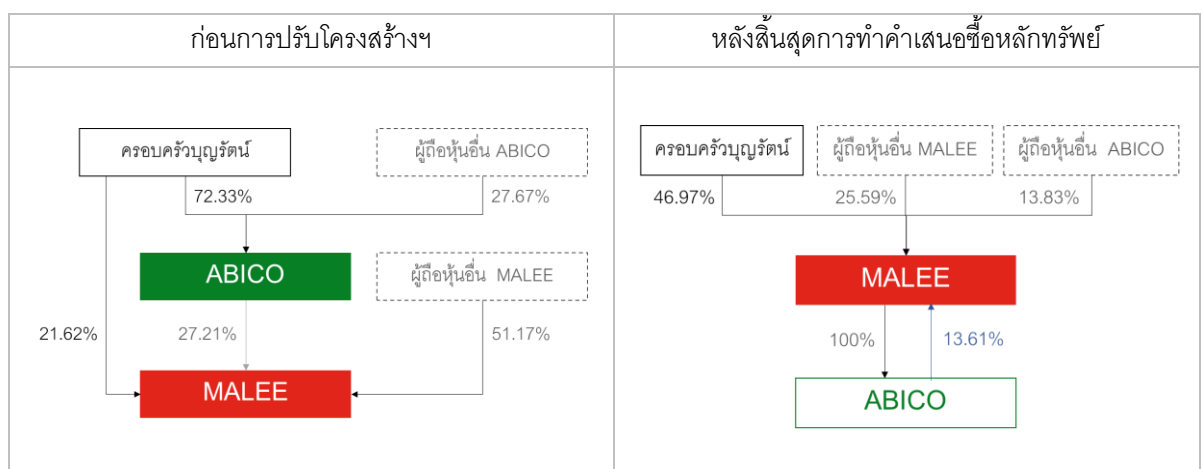 ก่อนการปรับโครงสร้างฯ
ครอบครัวบุญรัตน์
ผู้ถือหุ้นอื่น ABICO
72.33%
27.67%
ABICO
ผู้ถือหุ้นอื่น MALEE
21.62%
27.21%
51.17%
MALEE
หลังสิ้นสุดการทำคำเสนอซื้อหลักทรัพย์
ครอบครัวบุญรัตน์
ผู้ถือหุ้นอื่น MALEE
ผู้ถือหุ้นอื่น ABICO
46.97%
25.59%
13.83%
MALEE
100%
13.61%
ABICO